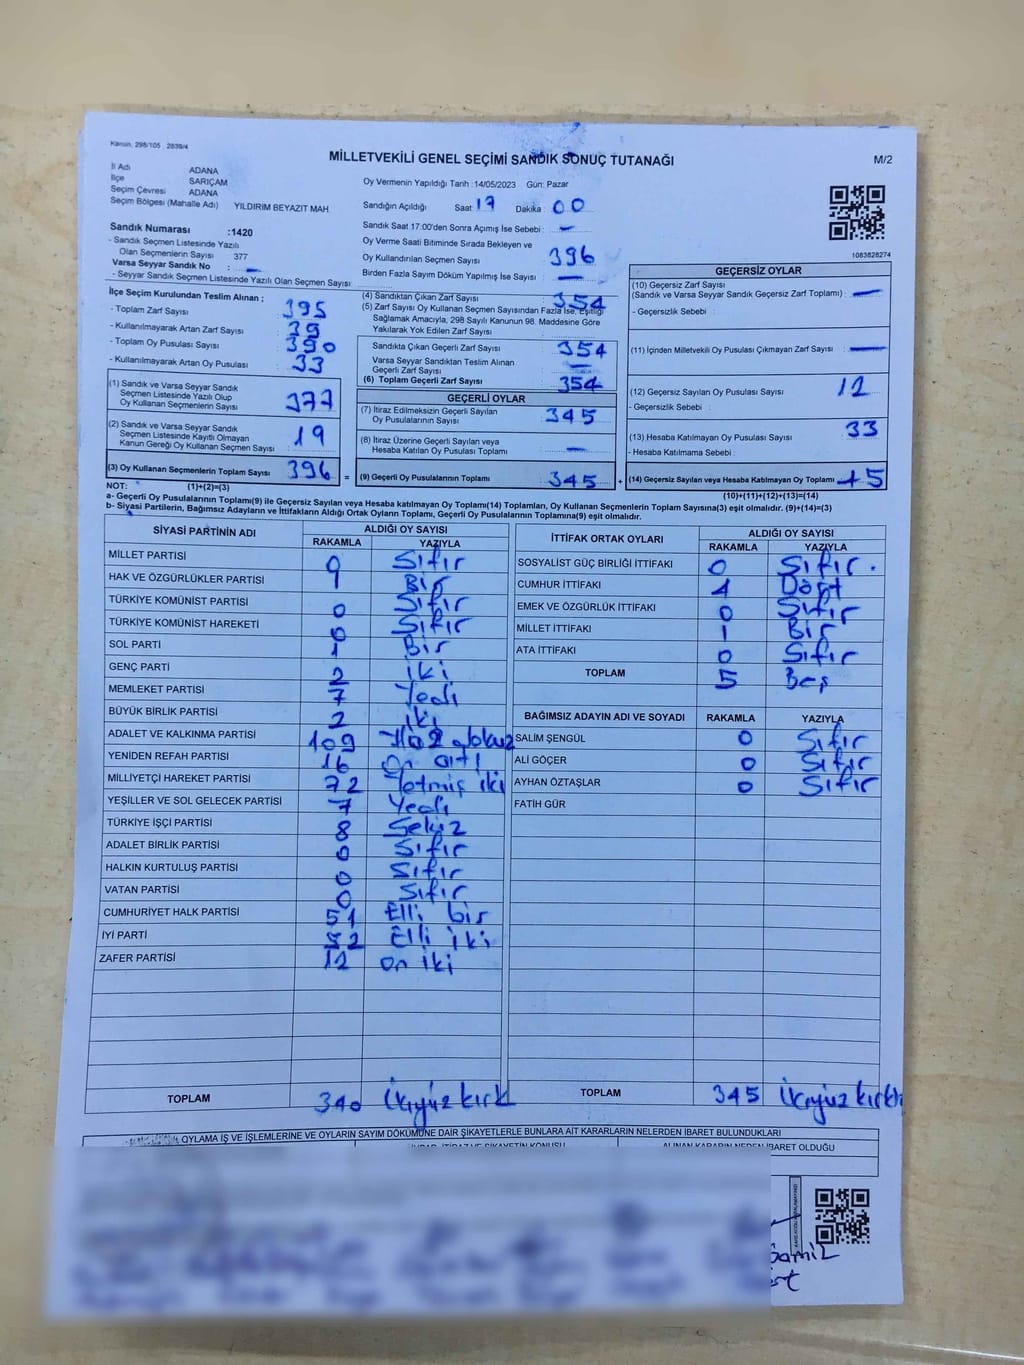 Kanun, 298/105 , 2839/4
MİLLETVEKİLİ GENEL SEÇİMİ SANDIK SONUÇ TUTANAĞI
M/2
İl Adı ADANA
İlçe SARIÇAM
Seçim Çevresi ADANA
Seçim Bölgesi (Mahalle Adı) YILDIRIM BEYAZIT MAH.
Sandık Numarası :1420
- Sandık Seçmen Listesinde Yazılı
Olan Seçmenlerin Sayısı 377
Varsa Seyyar Sandık No : —
- Seyyar Sandık Seçmen Listesinde Yazılı Olan Seçmen Sayısı:
Oy Vermenin Yapıldığı Tarih :14/05/2023 Gün: Pazar
Sandığın Açıldığı Saat 17 Dakika : 00
Sandık Saat 17:00'den Sonra Açımış İse Sebebi : —
Oy Verme Saati Bitiminde Sırada Bekleyen ve
Oy Kullandırılan Seçmen Sayısı 396
Birden Fazla Sayım Döküm Yapılmış İse Sayısı : —
1083628274
İlçe Seçim Kurulundan Teslim Alınan ;
- Toplam Zarf Sayısı : 395
- Kullanılmayarak Artan Zarf Sayısı : 39
- Toplam Oy Pusulası Sayısı : 390
- Kullanılmayarak Artan Oy Pusulası : 33
(1) Sandık ve Varsa Seyyar Sandık
Seçmen Listesinde Yazılı Olup
Oy Kullanan Seçmenlerin Sayısı : 377
(2) Sandık ve Varsa Seyyar Sandık
Seçmen Listesinde Kayıtlı Olmayan
Kanun Gereği Oy Kullanan Seçmen Sayısı : 19
(3) Oy Kullanan Seçmenlerin Toplam Sayısı 396 =
(4) Sandıktan Çıkan Zarf Sayısı : 354
(5) Zarf Sayısı Oy Kullanan Seçmen Sayısından Fazla İse, Eşitliği
Sağlamak Amacıyla, 298 Sayılı Kanunun 98. Maddesine Göre
Yakılarak Yok Edilen Zarf Sayısı :
Sandıkta Çıkan Geçerli Zarf Sayısı : 354
Varsa Seyyar Sandıktan Teslim Alınan
Geçerli Zarf Sayısı : —
(6) Toplam Geçerli Zarf Sayısı : 354
GEÇERLİ OYLAR
(7) İtiraz Edilmeksizin Geçerli Sayılan
Oy Pusulalarının Sayısı : 345
(8) İtiraz Üzerine Geçerli Sayılan veya
Hesaba Katılan Oy Pusulası Toplamı : —
(9) Geçerli Oy Pusulalarının Toplamı : 345 +
GEÇERSİZ OYLAR
(10) Geçersiz Zarf Sayısı
(Sandık ve Varsa Seyyar Sandık Geçersiz Zarf Toplamı) : —
- Geçersizlik Sebebi :
(11) İçinden Milletvekili Oy Pusulası Çıkmayan Zarf Sayısı : —
(12) Geçersiz Sayılan Oy Pusulası Sayısı : 12
- Geçersizlik Sebebi :
(13) Hesaba Katılmayan Oy Pusulası Sayısı : 33
- Hesaba Katılmama Sebebi :
(14) Geçersiz Sayılan veya Hesaba Katılmayan Oy Toplamı : 45
(10)+(11)+(12)+(13)=(14)
NOT: (1)+(2)=(3)
a- Geçerli Oy Pusulalarının Toplamı(9) ile Geçersiz Sayılan veya Hesaba katılmayan Oy Toplamı(14) Toplamları, Oy Kullanan Seçmenlerin Toplam Sayısına(3) eşit olmalıdır. (9)+(14)=(3)
b- Siyasi Partilerin, Bağımsız Adayların ve İttifakların Aldığı Ortak Oyların Toplamı, Geçerli Oy Pusulalarının Toplamına(9) eşit olmalıdır.
SİYASİ PARTİNİN ADI ALDIĞI OY SAYISI
RAKAMLA YAZIYLA
MİLLET PARTİSİ 0 Sıfır
HAK VE ÖZGÜRLÜKLER PARTİSİ 1 Bir
TÜRKİYE KOMÜNİST PARTİSİ 0 Sıfır
TÜRKİYE KOMÜNİST HAREKETİ 0 Sıfır
SOL PARTİ 1 Bir
GENÇ PARTİ 2 iki
MEMLEKET PARTİSİ 7 Yedi
BÜYÜK BİRLİK PARTİSİ 2 iki
ADALET VE KALKINMA PARTİSİ 109
YENİDEN REFAH PARTİSİ 16 On altı
MİLLİYETÇİ HAREKET PARTİSİ 72 Yetmiş iki
YEŞİLLER VE SOL GELECEK PARTİSİ 7 Yedi
TÜRKİYE İŞÇİ PARTİSİ 8 Sekiz
ADALET BİRLİK PARTİSİ 0 Sıfır
HALKIN KURTULUŞ PARTİSİ 0 Sıfır
VATAN PARTİSİ 0 Sıfır
CUMHURİYET HALK PARTİSİ 51 Elli bir
İYİ PARTİ 52 Elli iki
ZAFER PARTİSİ 12 On iki
TOPLAM 340 ikiyüz kırk
İTTİFAK ORTAK OYLARI ALDIĞI OY SAYISI
RAKAMLA YAZIYLA
SOSYALİST GÜÇ BİRLİĞİ İTTİFAKI 0 Sıfır.
CUMHUR İTTİFAKI 4 Dört
EMEK VE ÖZGÜRLÜK İTTİFAKI 0 Sıfır
MİLLET İTTİFAKI 1 Bir
ATA İTTİFAKI 0 Sıfır
TOPLAM 5 Beş
BAĞIMSIZ ADAYIN ADI VE SOYADI RAKAMLA YAZIYLA
SALİM ŞENGÜL 0 Sıfır
ALİ GÖÇER 0 Sıfır
AYHAN ÖZTAŞLAR 0 Sıfır
FATİH GÜR
TOPLAM 345
OYLAMA İŞ VE İŞLEMLERİNE VE OYLARIN SAYIM DÖKÜMÜNE DAİR ŞİKAYETLERLE BUNLARA AİT KARARLARIN NELERDEN İBARET BULUNDUKLARI
ALINAN KARARIN NEDEN İBARET OLDUĞU